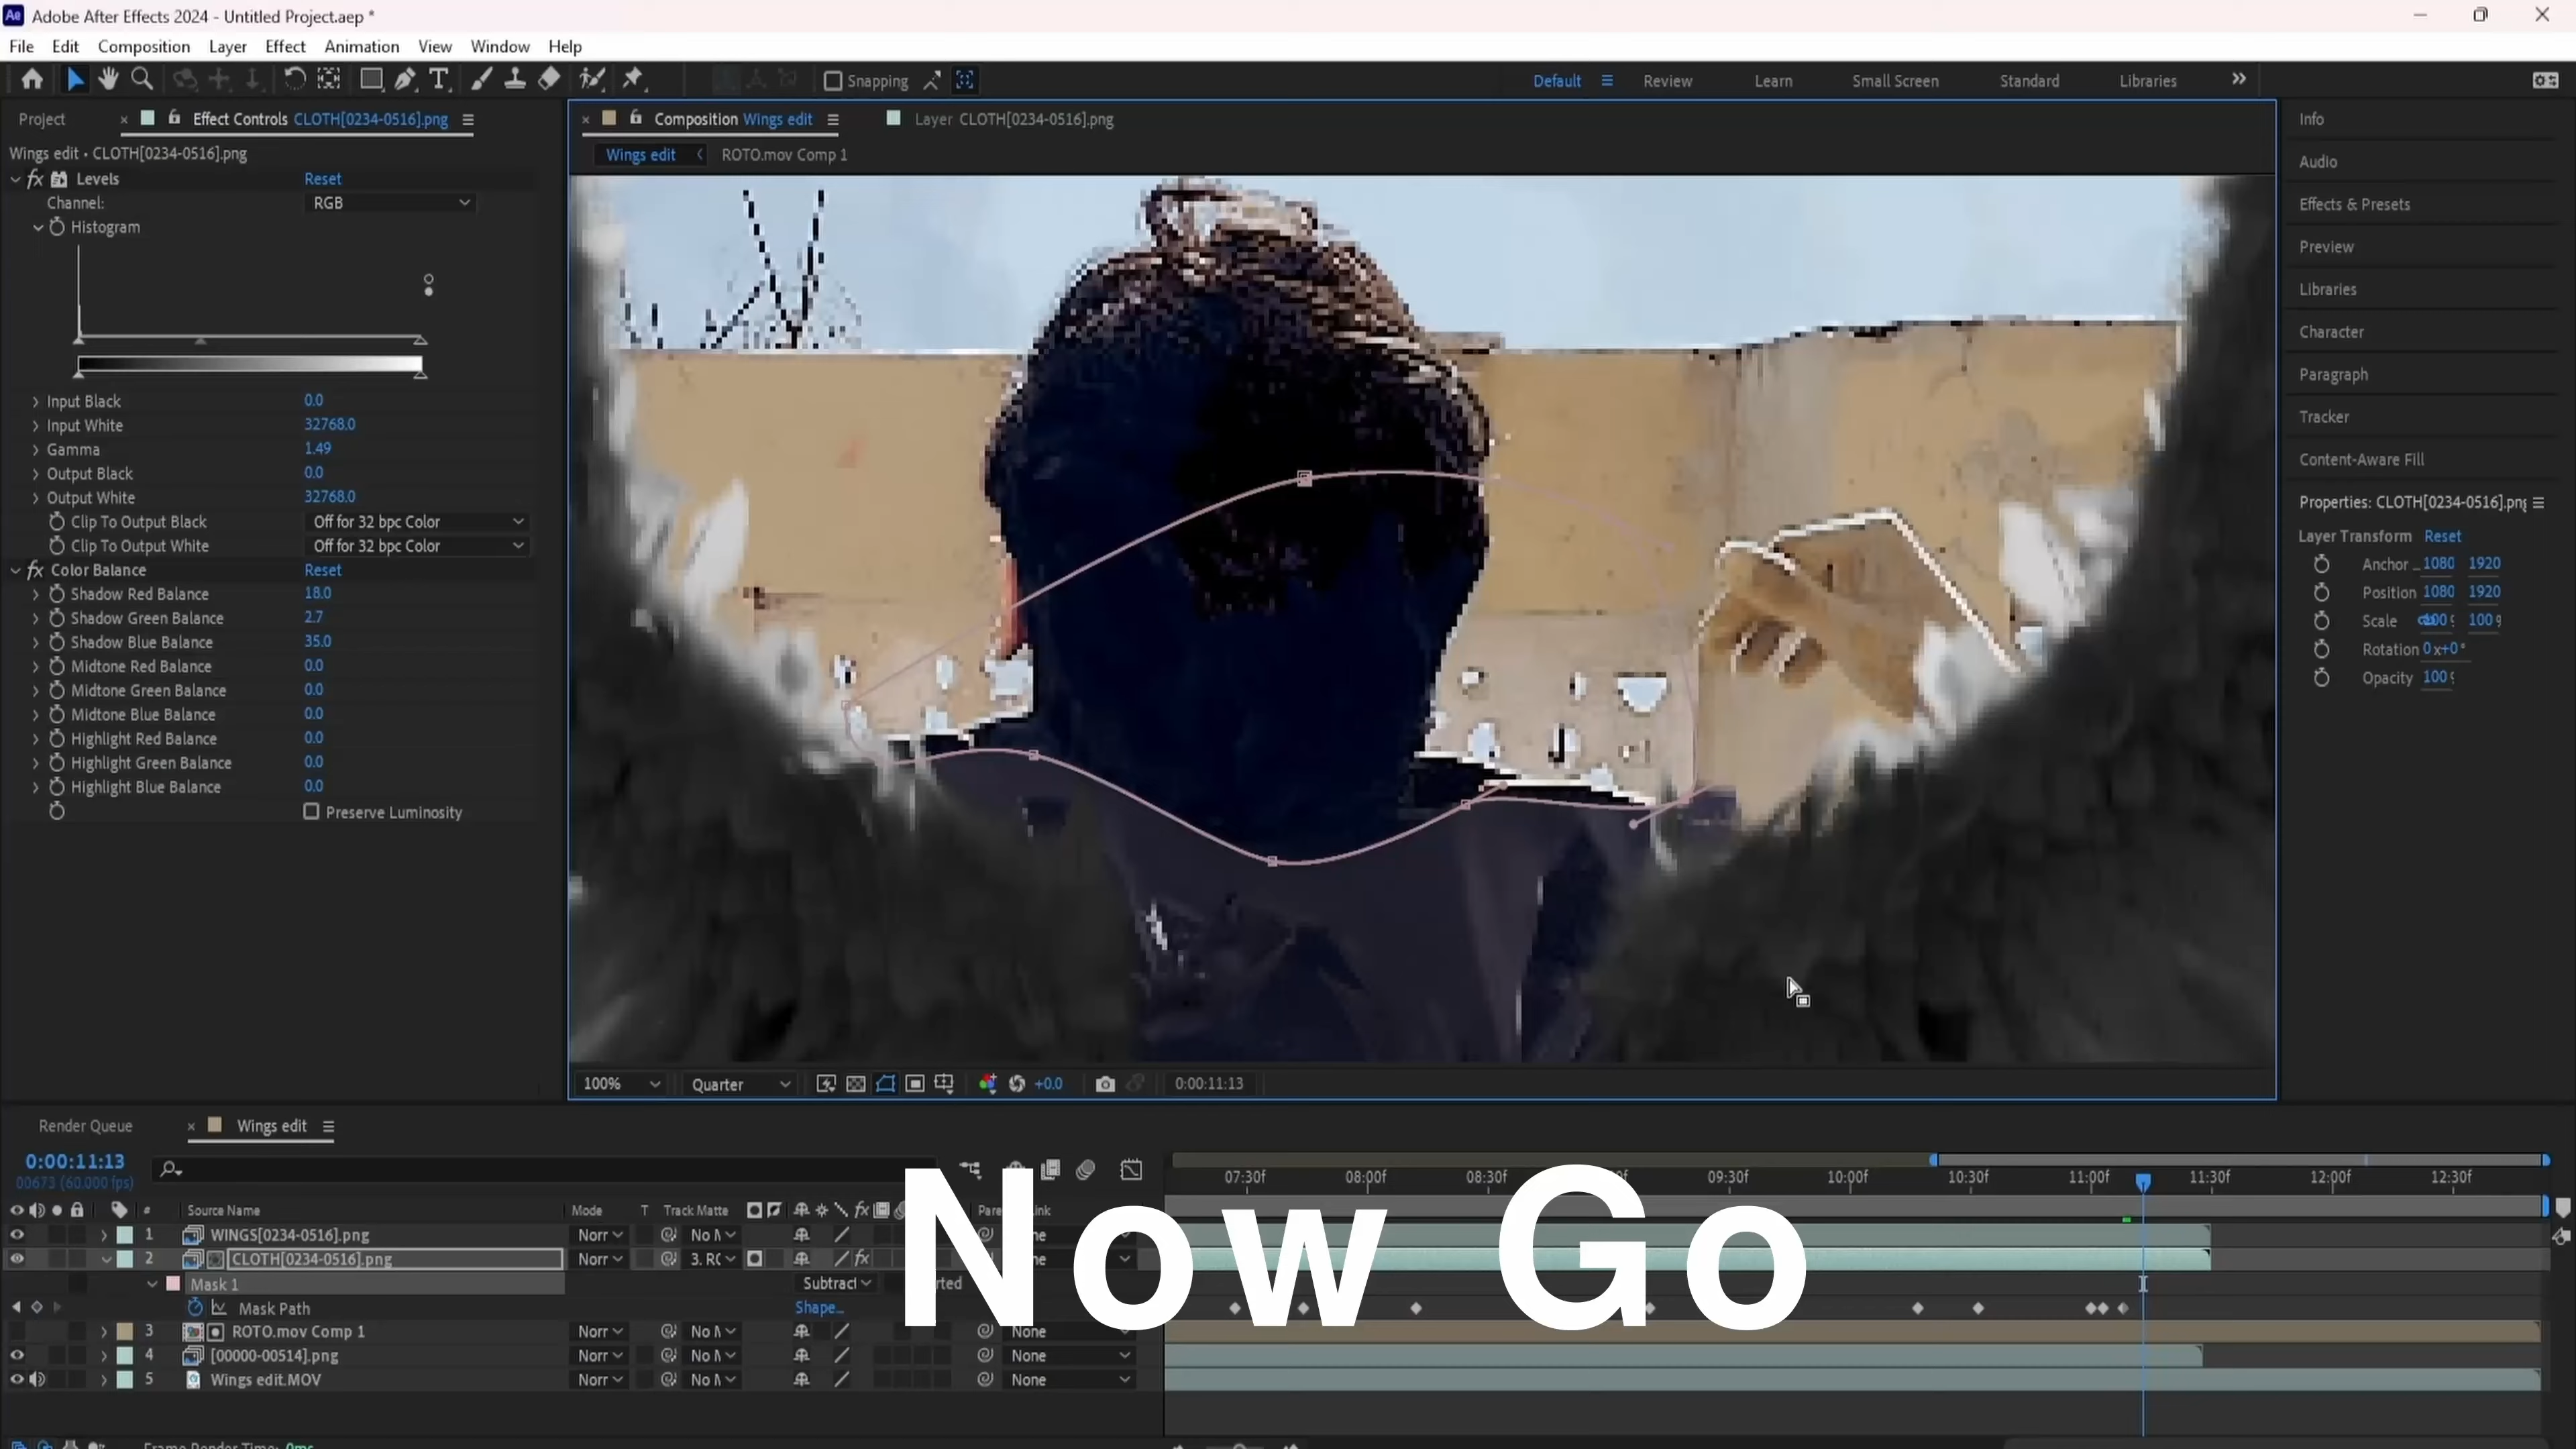 Ae Adobe After Effects 2024 - Untitled Project.aep *
File Edit Composition Layer Effect Animation View Window Help
Snapping Default Review Learn Small Screen Standard Libraries
Project Effect Controls CLOTH[0234-0516].png
Wings edit • CLOTH[0234-0516].png
fx Levels Reset
Channel: RGB
Histogram
Input Black 0.0
Input White 32768.0
Gamma 1.49
Output Black 0.0
Output White 32768.0
Clip To Output Black Off for 32 bpc Color
Clip To Output White Off for 32 bpc Color
fx Color Balance Reset
Shadow Red Balance 18.0
Shadow Green Balance 2.7
Shadow Blue Balance 35.0
Midtone Red Balance 0.0
Midtone Green Balance 0.0
Midtone Blue Balance 0.0
Highlight Red Balance 0.0
Highlight Green Balance 0.0
Highlight Blue Balance 0.0
Preserve Luminosity
Composition Wings edit Layer CLOTH[0234-0516].png
Wings edit ROTO.mov Comp 1
100% Quarter +0.0 0:00:11:13
Info
Audio
Effects & Presets
Preview
Libraries
Character
Paragraph
Tracker
Content-Aware Fill
Properties: CLOTH[0234-0516].png
Layer Transform Reset
Anchor .. 1080 1920
Position 1080 1920
Scale 100
Rotation 0x+0°
Opacity 100
Render Queue Wings edit
0:00:11:13
00673 (60.000 fps)
07:30f 08:00f 08:30f 09:30f 10:00f 10:30f 11:00f 11:30f 12:00f 12:30f
# Source Name Mode T Track Matte fx
1 WINGS[0234-0516].png Norr No
2 CLOTH[0234-0516].png Norr 3. RC fx
Mask 1 Subtract
Mask Path Shape...
3 ROTO.mov Comp 1 Norr No None
4 [00000-00514].png Norr No None
5 Wings edit.MOV Norr No None
Now Go
Frame Render Time: 0ms